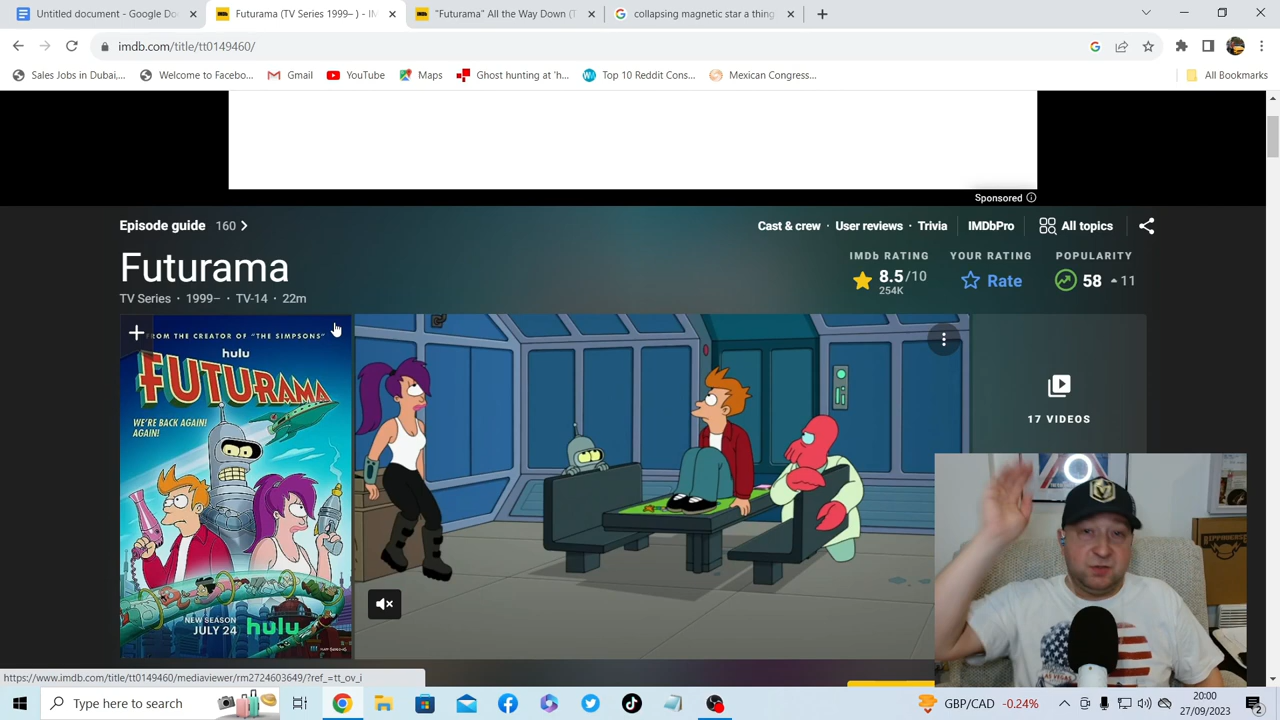 Untitled document - Google Do
Futurama (TV Series 1999– ) - IM
"Futurama" All the Way Down (T
collapsing magnetic star a thing
imdb.com/title/tt0149460/
Sales Jobs in Dubai,...
Welcome to Facebo...
Gmail
YouTube
Maps
Ghost hunting at 'h...
Top 10 Reddit Cons...
Mexican Congress...
All Bookmarks
Sponsored
Episode guide 160
Cast & crew · User reviews · Trivia
IMDbPro
All topics
Futurama
TV Series · 1999– · TV-14 · 22m
IMDb RATING
8.5/10
254K
YOUR RATING
Rate
POPULARITY
58
11
FROM THE CREATOR OF "THE SIMPSONS"
hulu
FUTURAMA
WE'RE BACK AGAIN!
AGAIN!
NEW SEASON
JULY 24
hulu
17 VIDEOS
https://www.imdb.com/title/tt0149460/mediaviewer/rm2724603649/?ref_=tt_ov_i
Type here to search
GBP/CAD -0.24%
20:00
27/09/2023
2